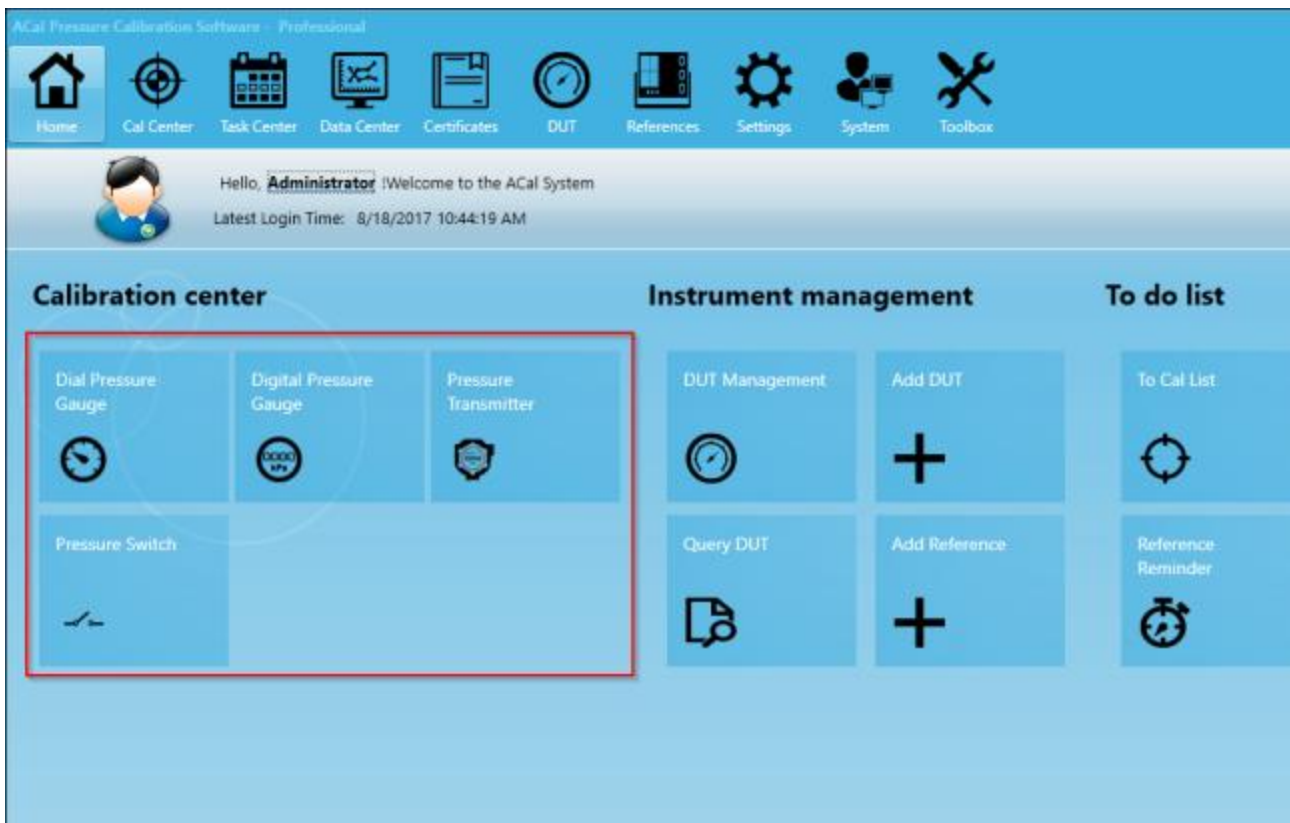 ACal Pressure Calibration Software - Professional
Home Cal Center Task Center Data Center Certificates DUT References Settings System Toolbox
Hello, Administrator !Welcome to the ACal System
Latest Login Time: 8/18/2017 10:44:19 AM
Calibration center
Dial Pressure
Gauge
Digital Pressure
Gauge
0000
kPa
Pressure
Transmitter
Pressure Switch
Instrument management
DUT Management
Add DUT
Query DUT
Add Reference
To do list
To Cal List
Reference
Reminder